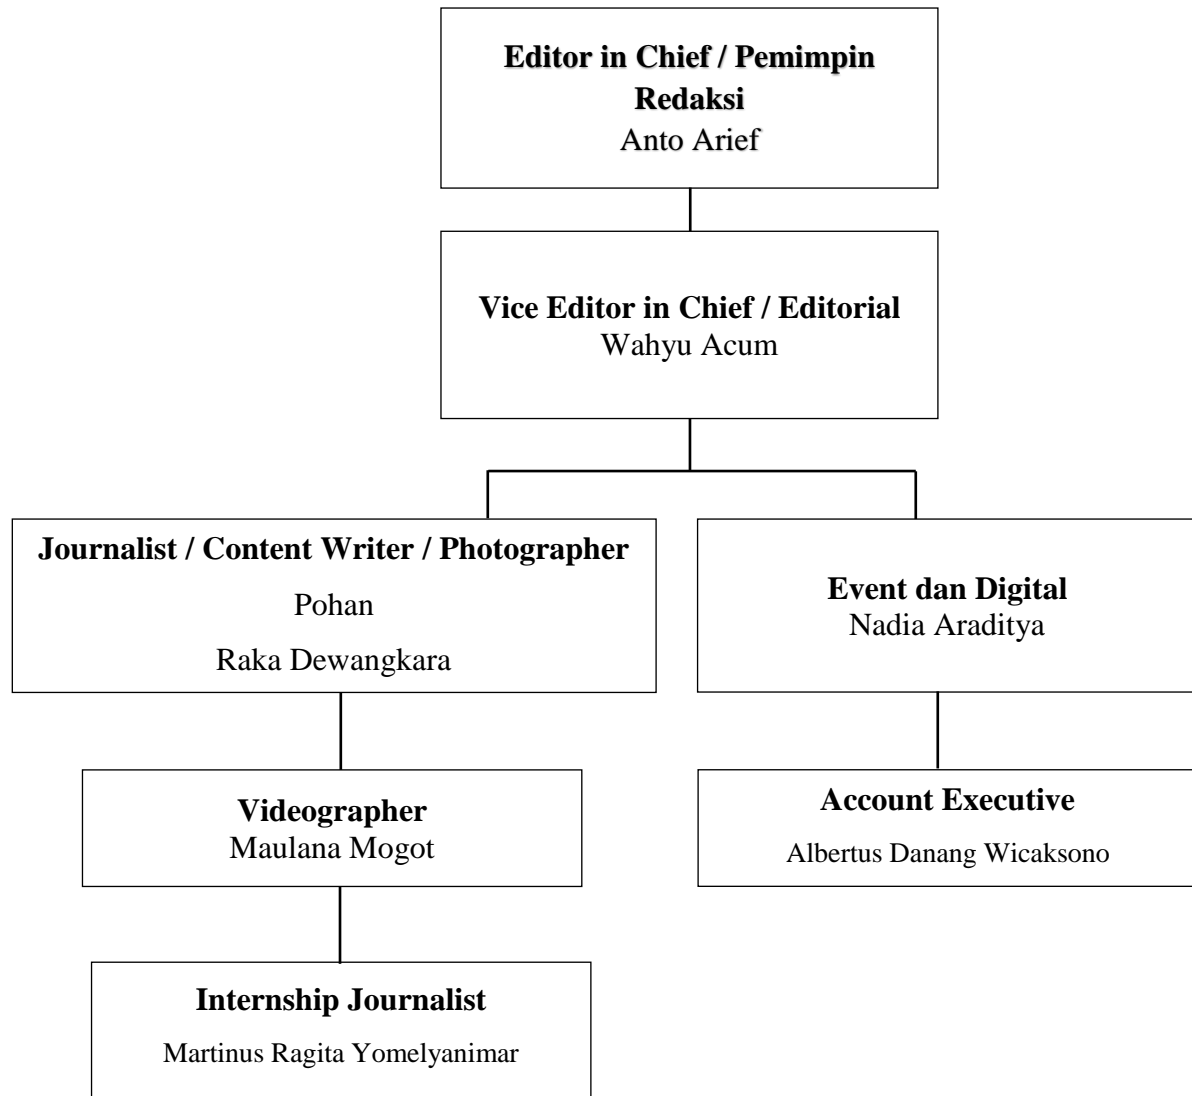 Editor in Chief / Pemimpin
Redaksi
Anto Arief
Vice Editor in Chief / Editorial
Wahyu Acum
Journalist / Content Writer / Photographer
Pohan
Raka Dewangkara
Event dan Digital
Nadia Araditya
Videographer
Maulana Mogot
Account Executive
Albertus Danang Wicaksono
Internship Journalist
Martinus Ragita Yomelyanimar